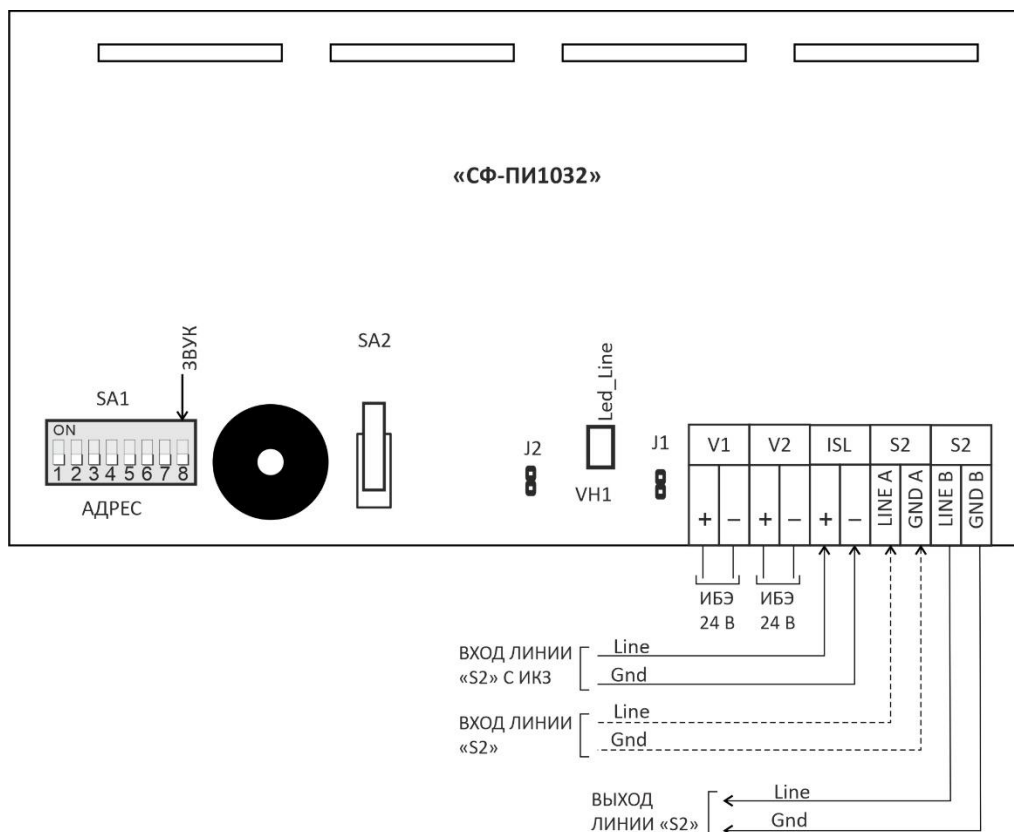 «СФ-ПИ1032»
ЗВУК
SA1
ON
1 2 3 4 5 6 7 8
АДРЕС
SA2
J2
Led_Line
VH1
J1
V1 V2 ISL S2 S2
+ – + – + – LINE A GND A LINE B GND B
ИБЭ
24 В
ИБЭ
24 В
ВХОД ЛИНИИ
«S2» С ИКЗ
Line
Gnd
ВХОД ЛИНИИ
«S2»
Line
Gnd
ВЫХОД
ЛИНИИ «S2»
Line
Gnd